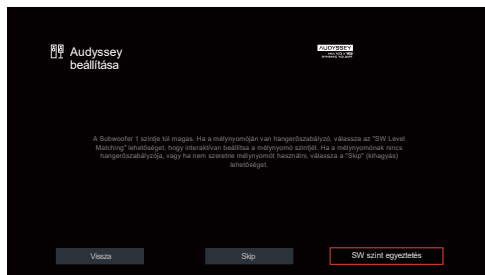 Audyssey
beállítása
AUDYSSEY
A Subwoofer 1 szintje túl magas. Ha a mélynyomóján van hangerőszabályzó, válassza az "SW Level
Matching" lehetőséget, hogy interaktívan beállítsa a mélynyomó szintjét. Ha a mélynyomónak nincs
hangerőszabályzója, vagy ha nem szeretne mélynyomót használni, válassza a "Skip" (kihagyás)
lehetőséget.
Vissza
Skip
SW szint egyeztetés